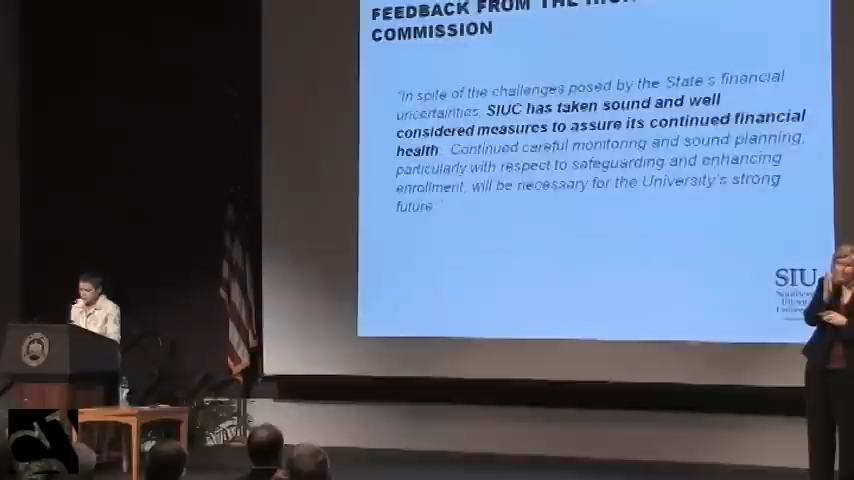 FEEDBACK FROM THE
COMMISSION
"In spite of the challenges posed by the State's financial
uncertainties, SIUC has taken sound and well
considered measures to assure its continued financial
health. Continued careful monitoring and sound planning,
particularly with respect to safeguarding and enhancing
enrollment, will be necessary for the University's strong
future."
SIU